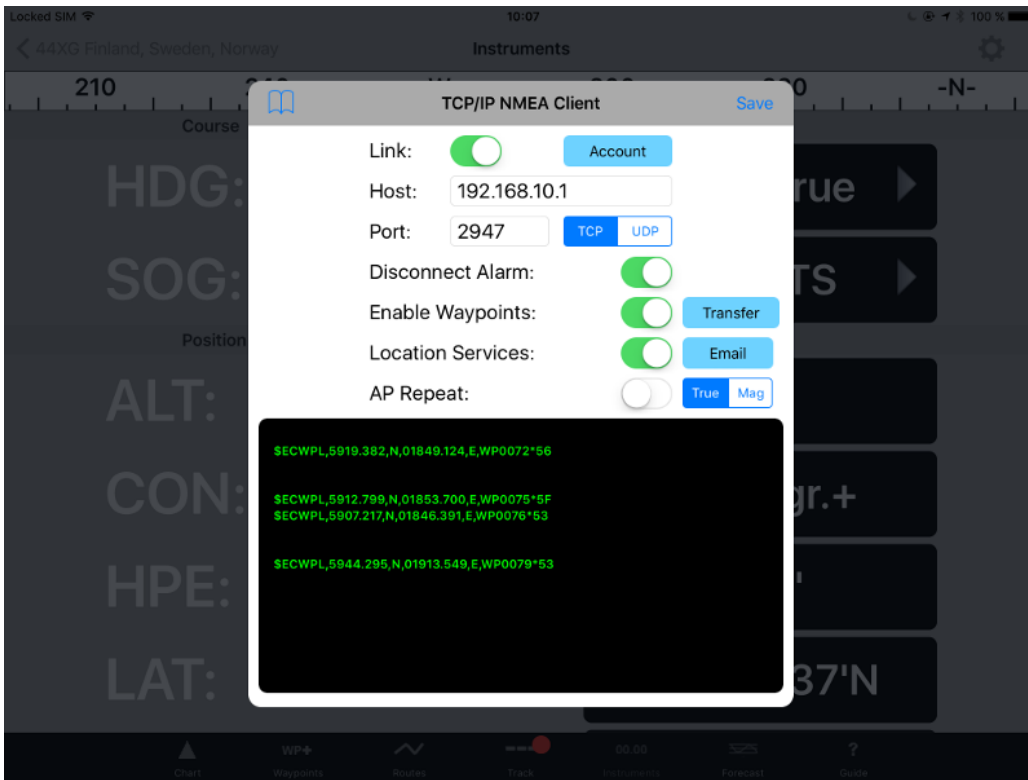 Locked SIM 10:07 100 %
44XG Finland, Sweden, Norway Instruments
210 -N-
TCP/IP NMEA Client Save
Course
Link: Account
HDG: rue
Host: 192.168.10.1
Port: 2947 TCP UDP
SOG: TS
Disconnect Alarm:
Enable Waypoints: Transfer
Position
Location Services: Email
ALT:
AP Repeat: True Mag
$ECWPL,5919.382,N,01849.124,E,WP0072*56
CON: gr.+
$ECWPL,5912.799,N,01853.700,E,WP0075*5F
$ECWPL,5907.217,N,01846.391,E,WP0076*53
$ECWPL,5944.295,N,01913.549,E,WP0079*53
HPE: '
LAT: 37'N
WP+ 00.00 ?
Chart Waypoints Routes Track Instruments Forecast Guide